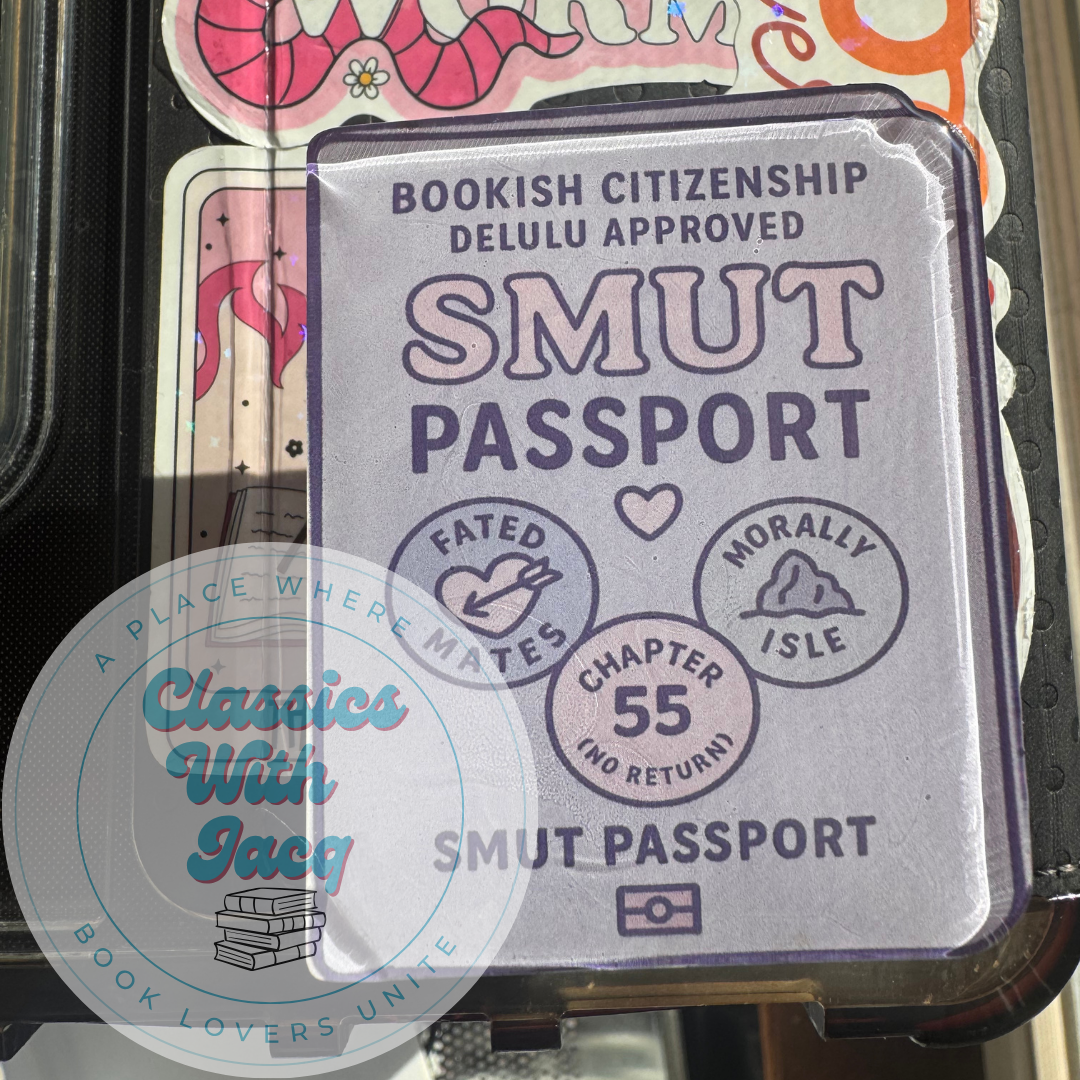 WORM
BOOKISH CITIZENSHIP
DELULU APPROVED
SMUT
PASSPORT
FATED
MATES
MORALLY
ISLE
CHAPTER
55
(NO RETURN)
SMUT PASSPORT
A PLACE WHERE
Classics
With
Jacq
BOOK LOVERS UNITE